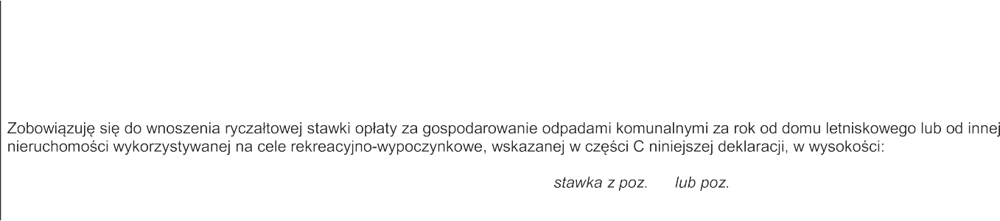 Zobowiązuję się do wnoszenia ryczałtowej stawki opłaty za gospodarowanie odpadami komunalnymi za rok od domu letniskowego lub od innej
nieruchomości wykorzystywanej na cele rekreacyjno-wypoczynkowe, wskazanej w części C niniejszej deklaracji, w wysokości:
stawka z poz. lub poz.